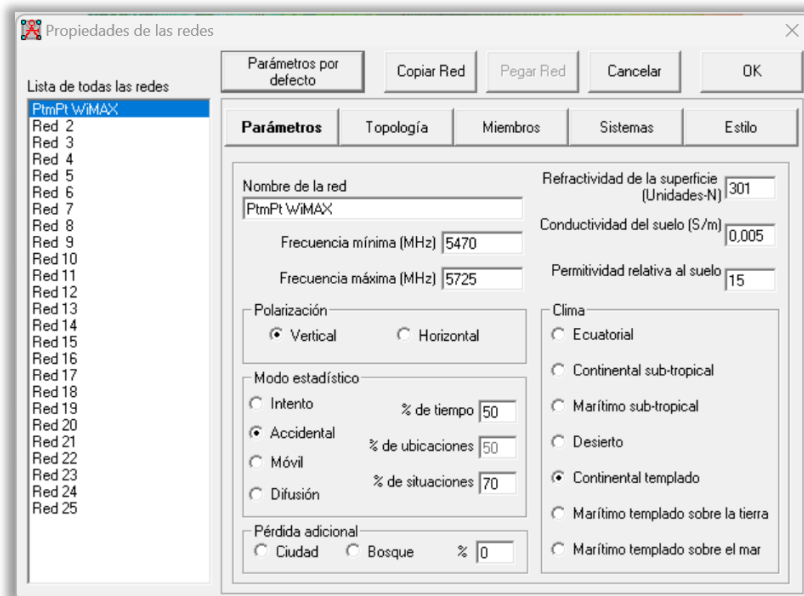 Propiedades de las redes
Parámetros por
defecto
Copiar Red
Pegar Red
Cancelar
OK
Lista de todas las redes
PtmPt WiMAX
Red 2
Red 3
Red 4
Red 5
Red 6
Red 7
Red 8
Red 9
Red 10
Red 11
Red 12
Red 13
Red 14
Red 15
Red 16
Red 17
Red 18
Red 19
Red 20
Red 21
Red 22
Red 23
Red 24
Red 25
Parámetros
Topología
Miembros
Sistemas
Estilo
Nombre de la red
PtmPt WiMAX
Frecuencia mínima (MHz) 5470
Frecuencia máxima (MHz) 5725
Refractividad de la superficie
(Unidades-N) 301
Conductividad del suelo (S/m)
0,005
Permitividad relativa al suelo 15
Polarización
Vertical Horizontal
Modo estadístico
Intento
Accidental
Móvil
Difusión
% de tiempo 50
% de ubicaciones 50
% de situaciones 70
Pérdida adicional
Ciudad Bosque % 0
Clima
Ecuatorial
Continental sub-tropical
Marítimo sub-tropical
Desierto
Continental templado
Marítimo templado sobre la tierra
Marítimo templado sobre el mar